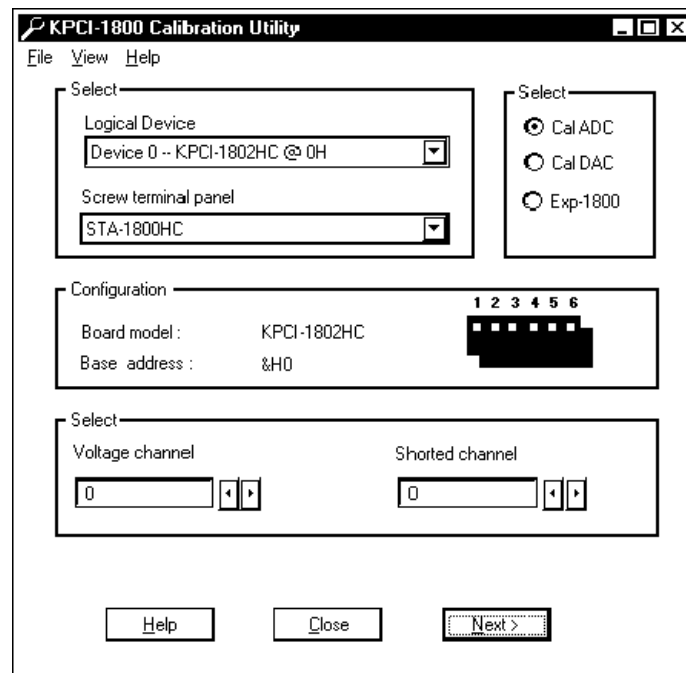 KPCI-1800 Calibration Utility
File View Help
Select
Logical Device
Device 0 -- KPCI-1802HC @ 0H
Screw terminal panel
STA-1800HC
Select
Cal ADC
Cal DAC
Exp-1800
Configuration
Board model :
KPCI-1802HC
Base address :
&H0
1 2 3 4 5 6
Select
Voltage channel
0
Shorted channel
0
Help
Close
Next >